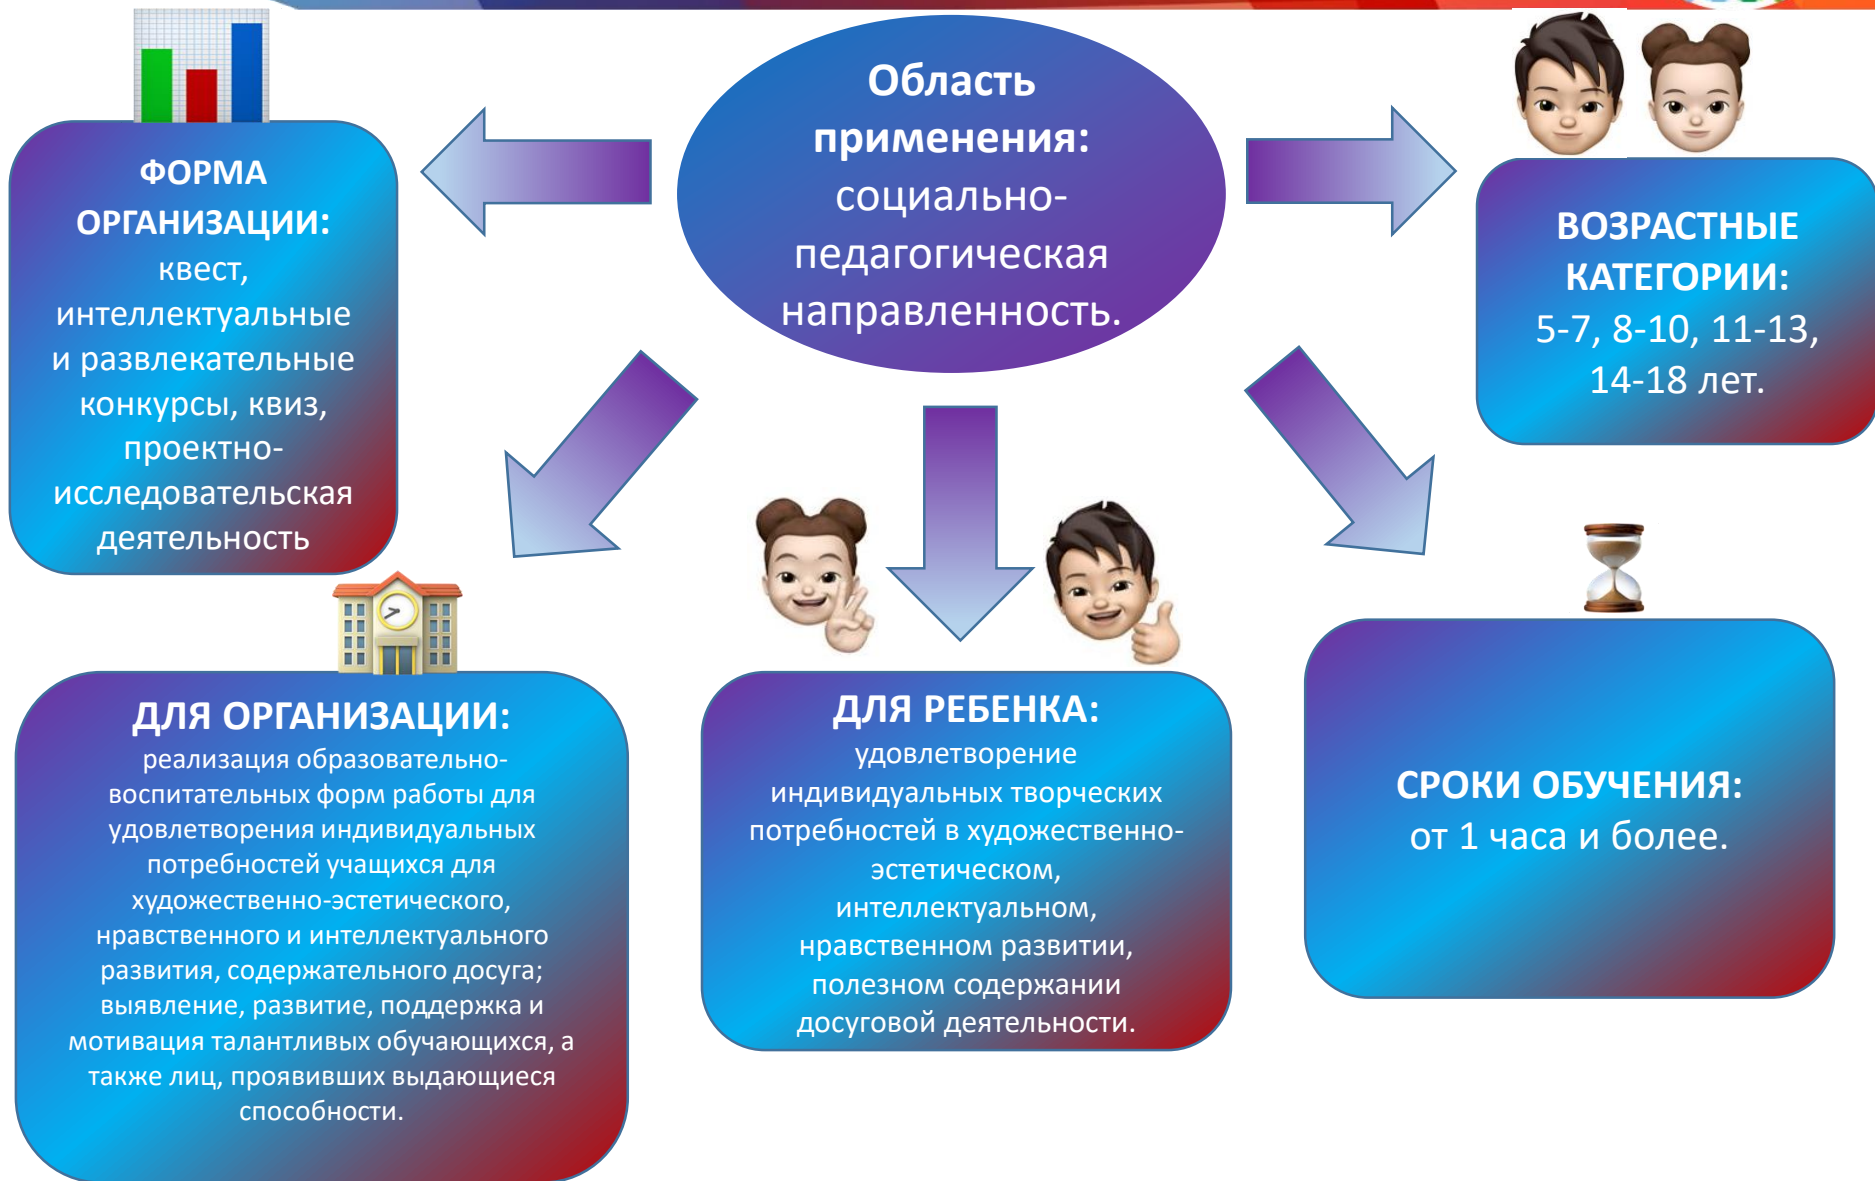 Область
применения:
социально-
педагогическая
направленность.
ФОРМА
ОРГАНИЗАЦИИ:
квест,
интеллектуальные
и развлекательные
конкурсы, квиз,
проектно-
исследовательская
деятельность
ВОЗРАСТНЫЕ
КАТЕГОРИИ:
5-7, 8-10, 11-13,
14-18 лет.
ДЛЯ ОРГАНИЗАЦИИ:
реализация образовательно-
воспитательных форм работы для
удовлетворения индивидуальных
потребностей учащихся для
художественно-эстетического,
нравственного и интеллектуального
развития, содержательного досуга;
выявление, развитие, поддержка и
мотивация талантливых обучающихся, а
также лиц, проявивших выдающиеся
способности.
ДЛЯ РЕБЕНКА:
удовлетворение
индивидуальных творческих
потребностей в художественно-
эстетическом,
интеллектуальном,
нравственном развитии,
полезном содержании
досуговой деятельности.
СРОКИ ОБУЧЕНИЯ:
от 1 часа и более.